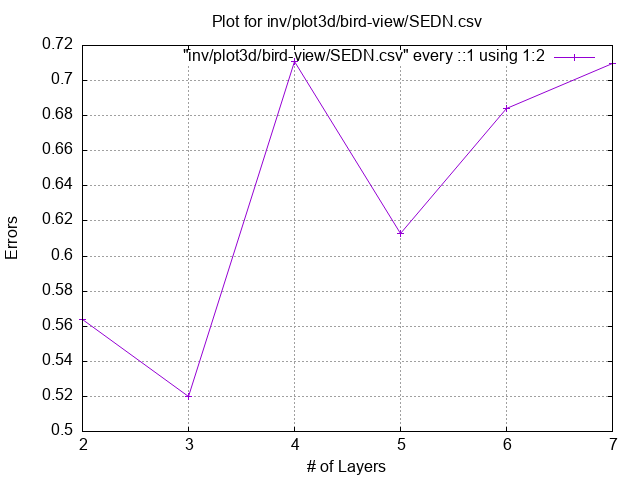 Plot for inv/plot3d/bird-view/SEDN.csv
"inv/plot3d/bird-view/SEDN.csv" every ::1 using 1:2
0.72
0.7
0.68
0.66
0.64
0.62
0.6
0.58
0.56
0.54
0.52
0.5
Errors
2 3 4 5 6 7
# of Layers